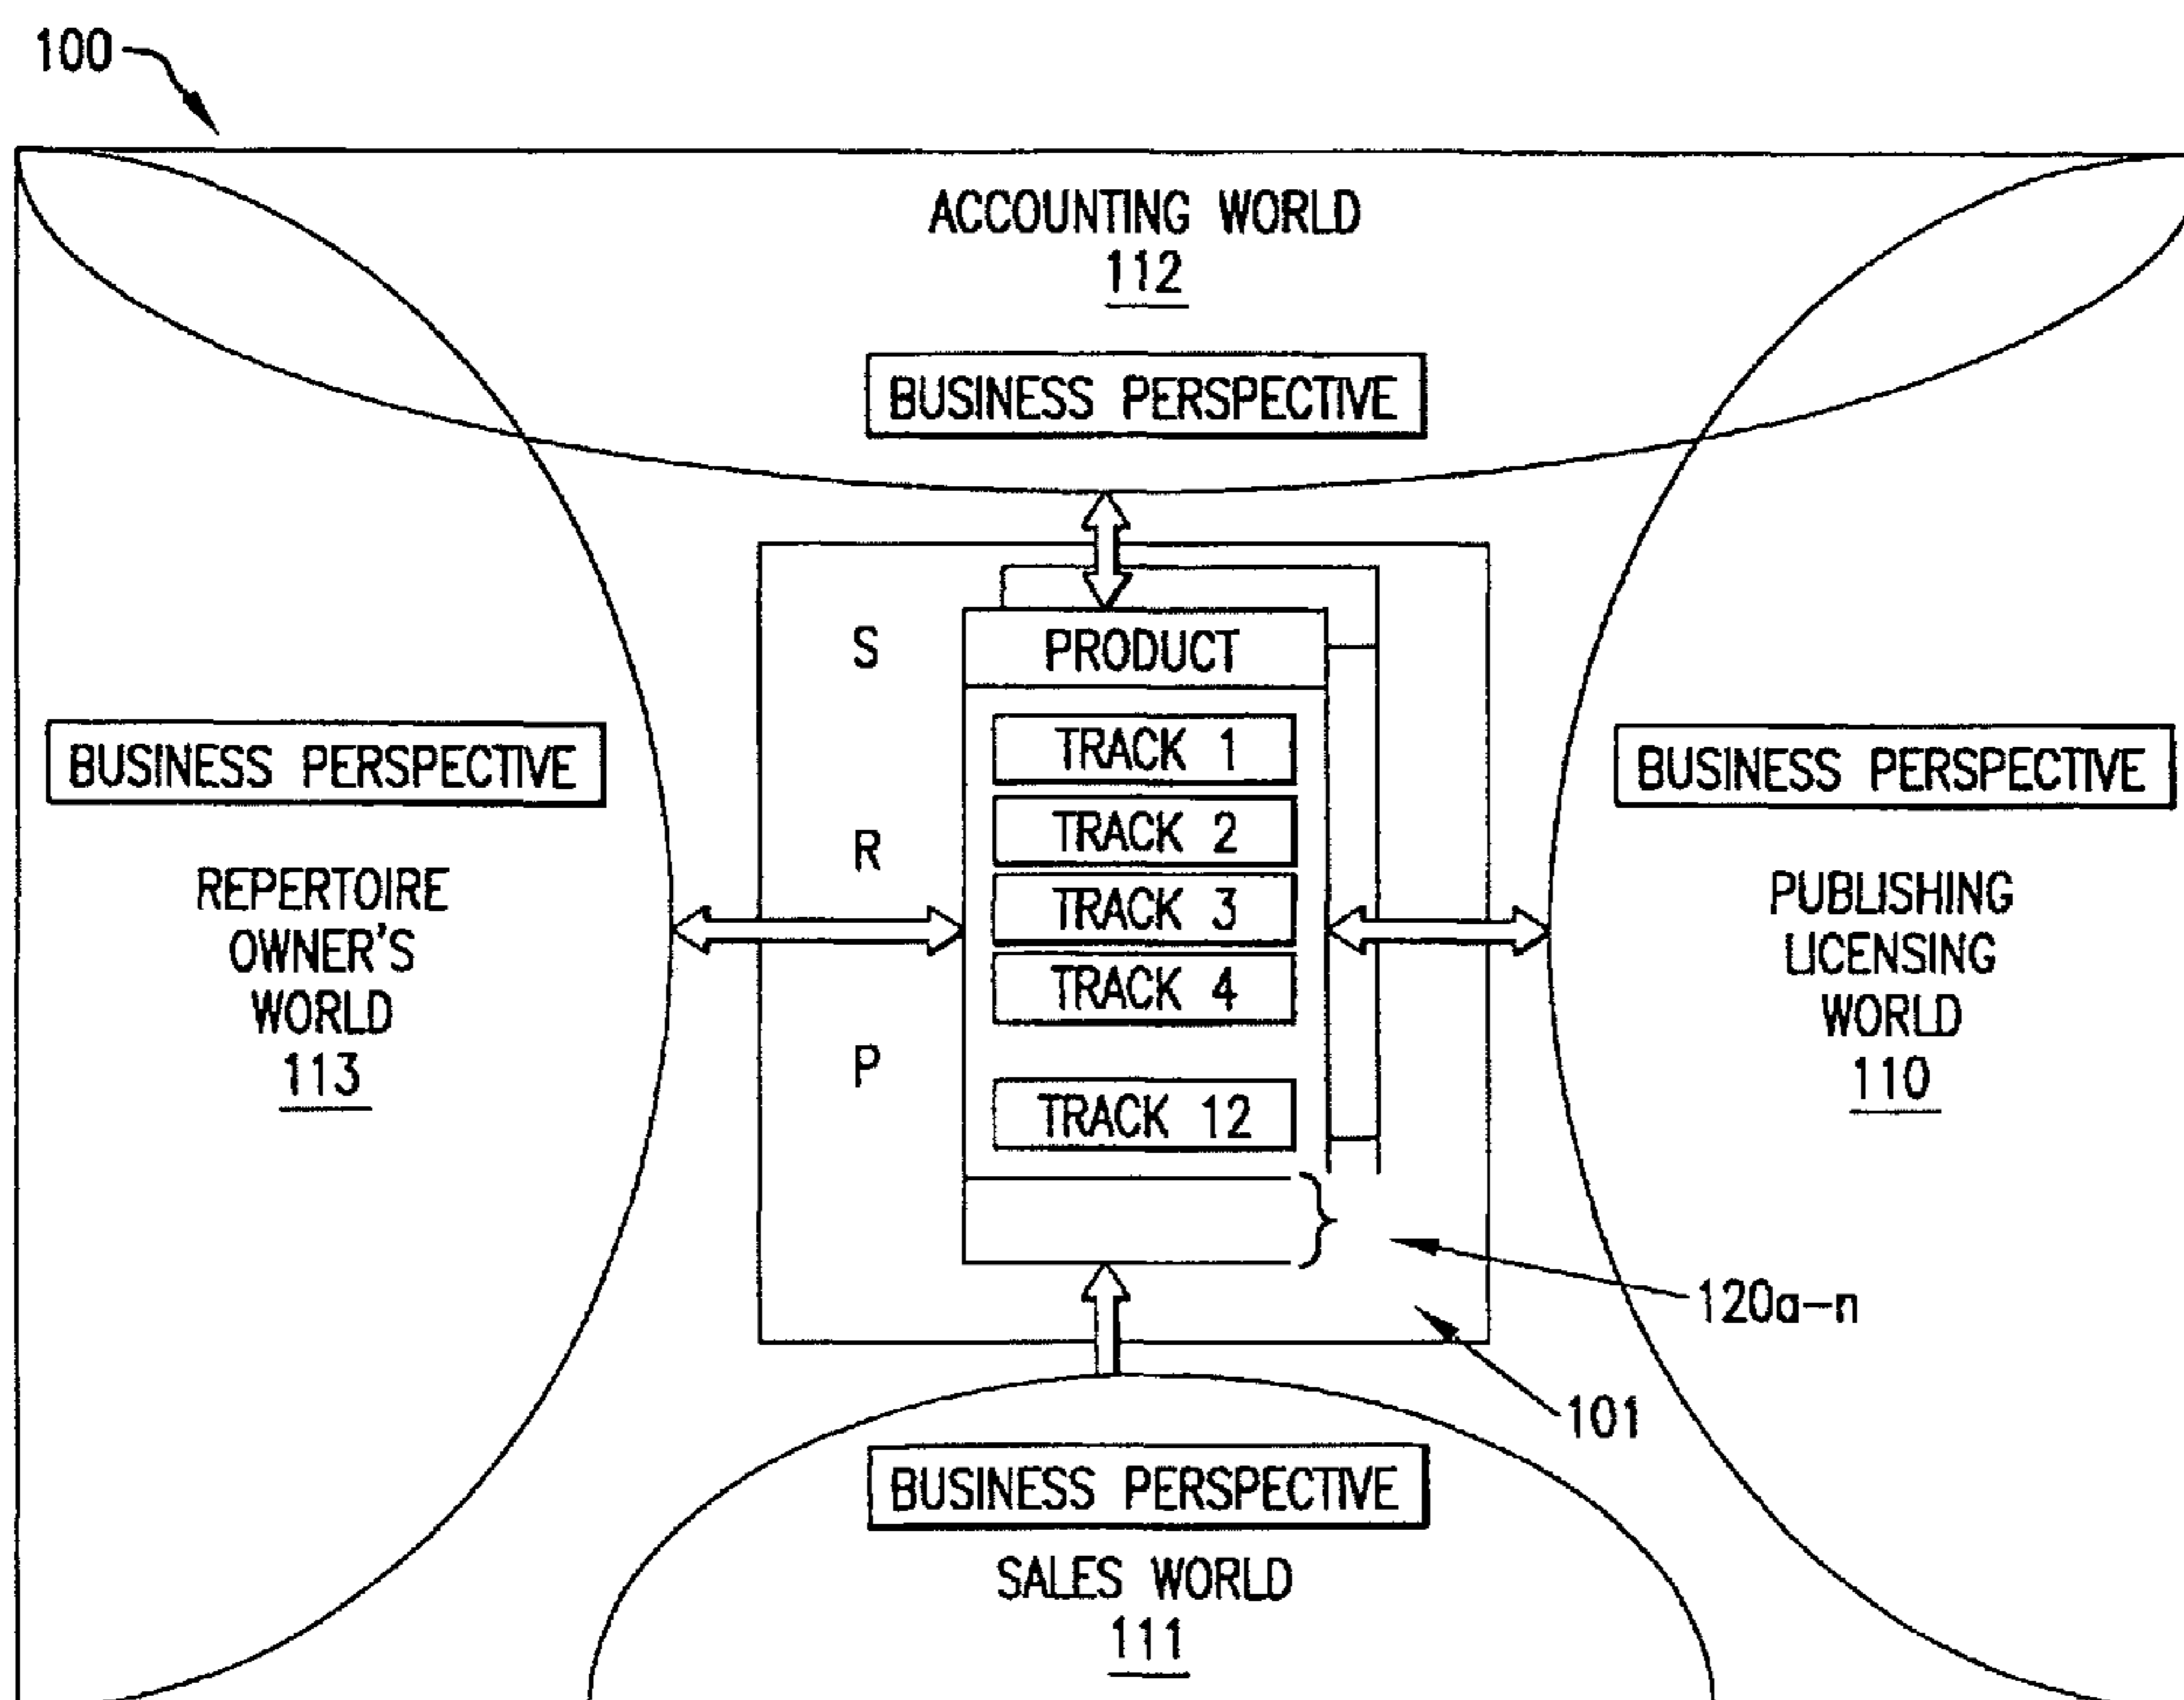 100
ACCOUNTING WORLD
112
BUSINESS PERSPECTIVE
S
PRODUCT
TRACK 1
BUSINESS PERSPECTIVE
BUSINESS PERSPECTIVE
TRACK 2
R
TRACK 3
TRACK 4
REPERTOIRE
OWNER'S
WORLD
113
PUBLISHING
LICENSING
WORLD
110
P
TRACK 12
120a-n
101
BUSINESS PERSPECTIVE
SALES WORLD
111